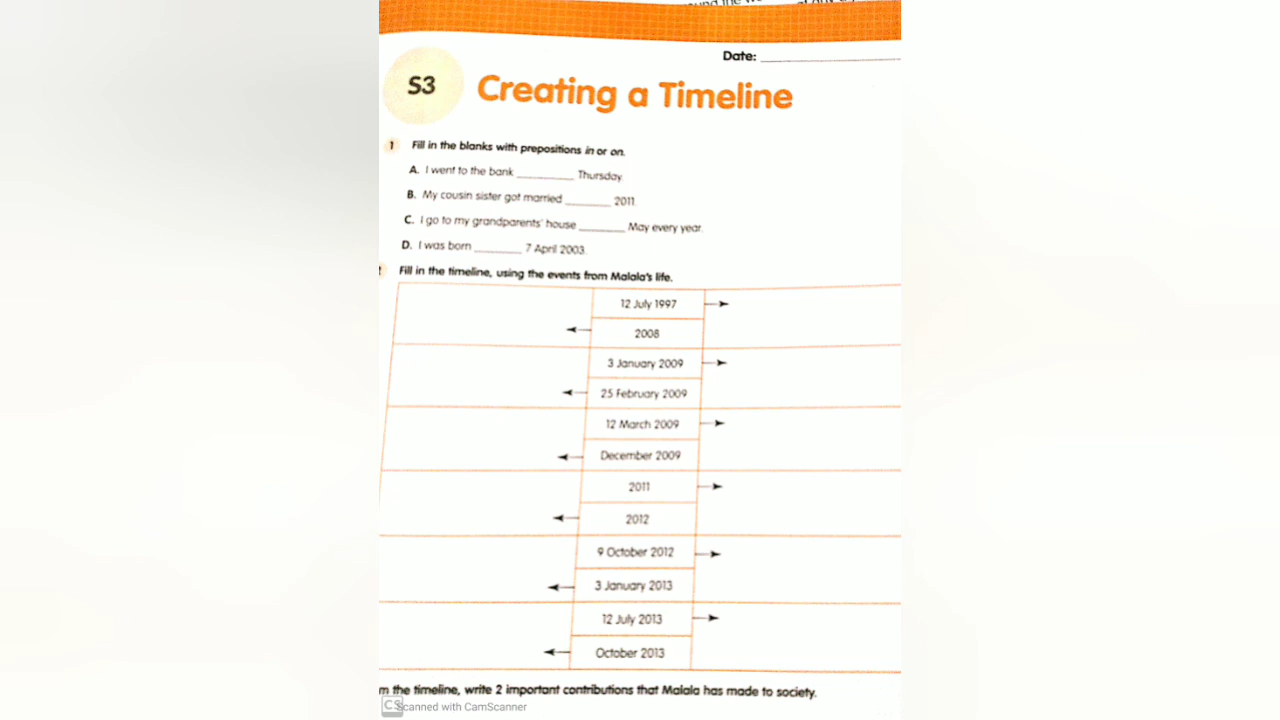 Date:
S3
Creating a Timeline
1 Fill in the blanks with prepositions in or on.
A. I went to the bank __________ Thursday.
B. My cousin sister got married ________ 2011.
C. I go to my grandparents' house ________ May every year.
D. I was born ________ 7 April 2003.
Fill in the timeline, using the events from Malala's life.
12 July 1997
2008
3 January 2009
25 February 2009
12 March 2009
December 2009
2011
2012
9 October 2012
3 January 2013
12 July 2013
October 2013
the timeline, write 2 important contributions that Malala has made to society.
CS Scanned with CamScanner